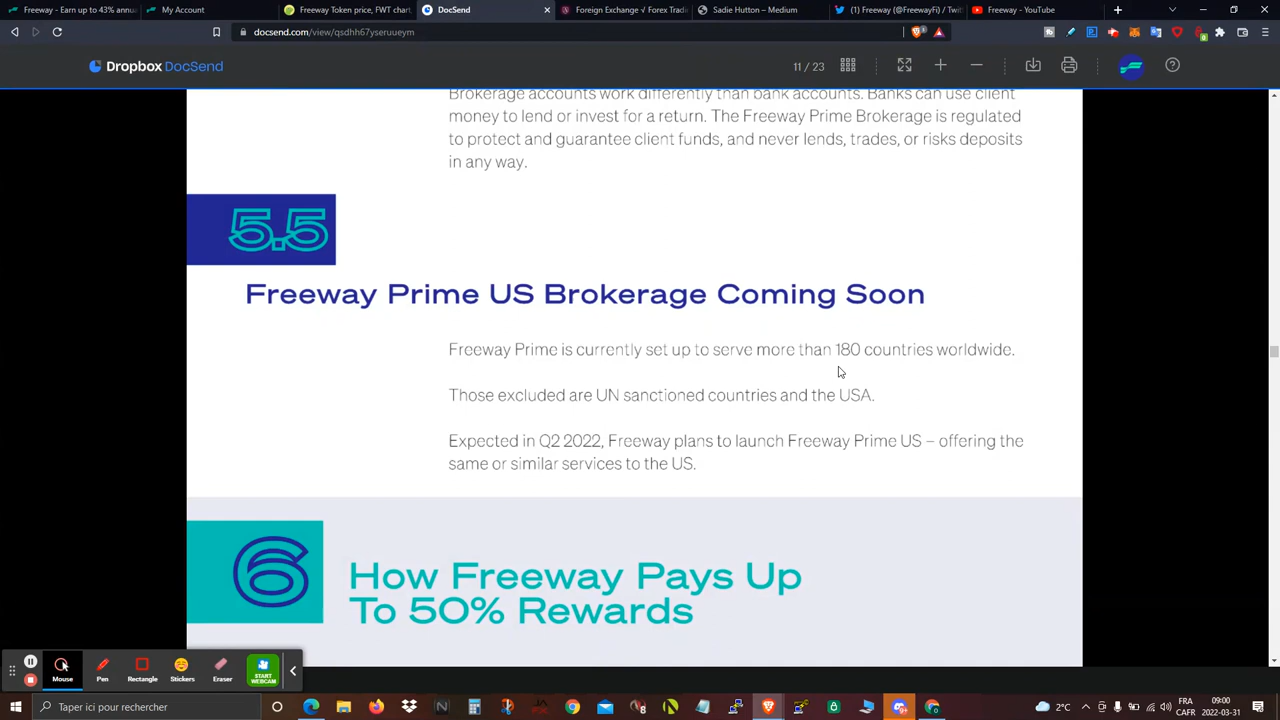 Freeway - Earn up to 43% annu
My Account
Freeway Token price, FWT chart,
DocSend
Foreign Exchange √ Forex Tradi
Sadie Hutton – Medium
(1) Freeway (@FreewayFi) / Twitt
Freeway - YouTube
docsend.com/view/qsdhh67yseruueym
Dropbox DocSend
11 / 23
Brokerage accounts work differently than bank accounts. Banks can use client
money to lend or invest for a return. The Freeway Prime Brokerage is regulated
to protect and guarantee client funds, and never lends, trades, or risks deposits
in any way.
5.5
Freeway Prime US Brokerage Coming Soon
Freeway Prime is currently set up to serve more than 180 countries worldwide.
Those excluded are UN sanctioned countries and the USA.
Expected in Q2 2022, Freeway plans to launch Freeway Prime US – offering the
same or similar services to the US.
6
How Freeway Pays Up
To 50% Rewards
Mouse
Pen
Rectangle
Stickers
Eraser
START
WEBCAM
Taper ici pour rechercher
2°C
FRA
CAFR
09:00
2022-03-31